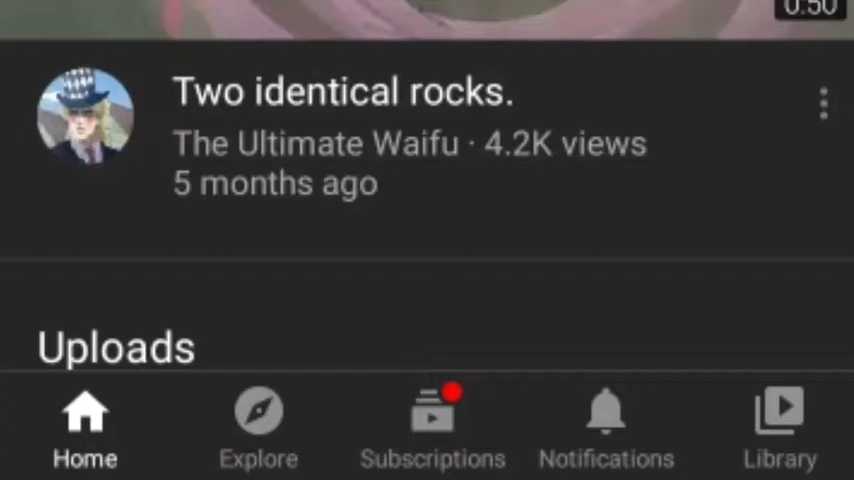 0:50
Two identical rocks.
The Ultimate Waifu · 4.2K views
5 months ago
Uploads
Home
Explore
Subscriptions
Notifications
Library